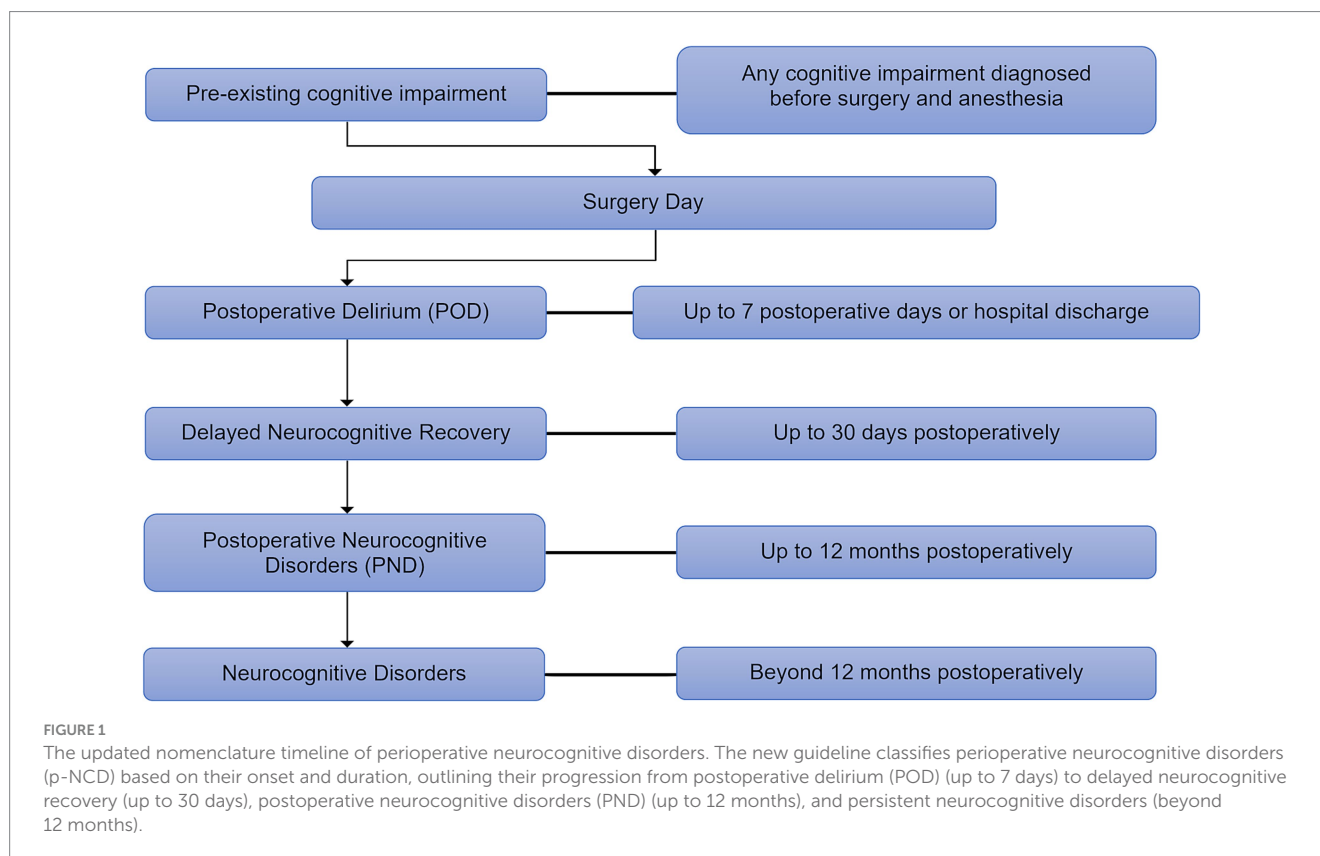 Pre-existing cognitive impairment
Any cognitive impairment diagnosed
before surgery and anesthesia
Surgery Day
Postoperative Delirium (POD)
Up to 7 postoperative days or hospital discharge
Delayed Neurocognitive Recovery
Up to 30 days postoperatively
Postoperative Neurocognitive
Disorders (PND)
Up to 12 months postoperatively
Neurocognitive Disorders
Beyond 12 months postoperatively
FIGURE 1
The updated nomenclature timeline of perioperative neurocognitive disorders. The new guideline classifies perioperative neurocognitive disorders
(p-NCD) based on their onset and duration, outlining their progression from postoperative delirium (POD) (up to 7 days) to delayed neurocognitive
recovery (up to 30 days), postoperative neurocognitive disorders (PND) (up to 12 months), and persistent neurocognitive disorders (beyond
12 months).